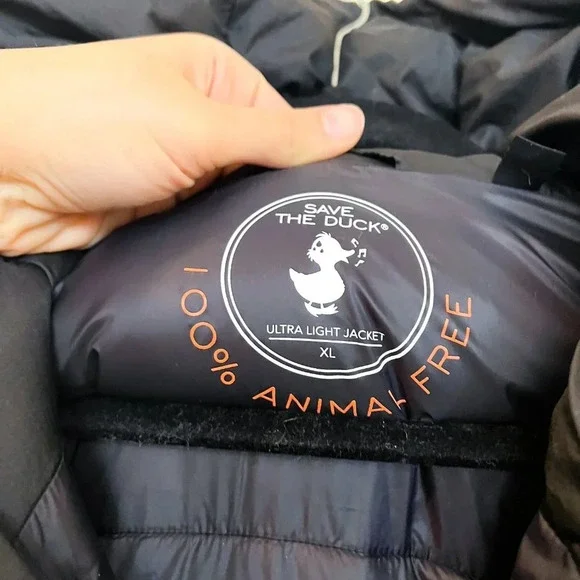 SAVE
THE DUCK®
ULTRA LIGHT JACKET
XL
100% ANIMAL FREE